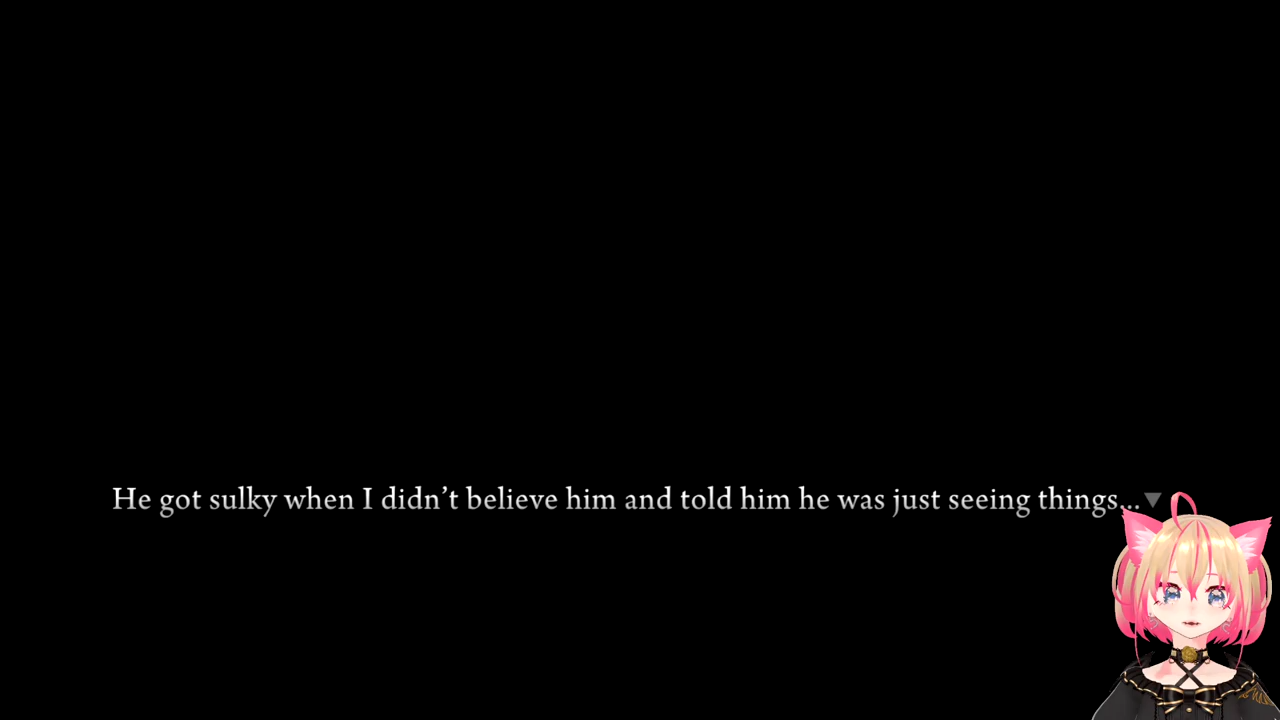 He got sulky when I didn't believe him and told him he was just seeing things...